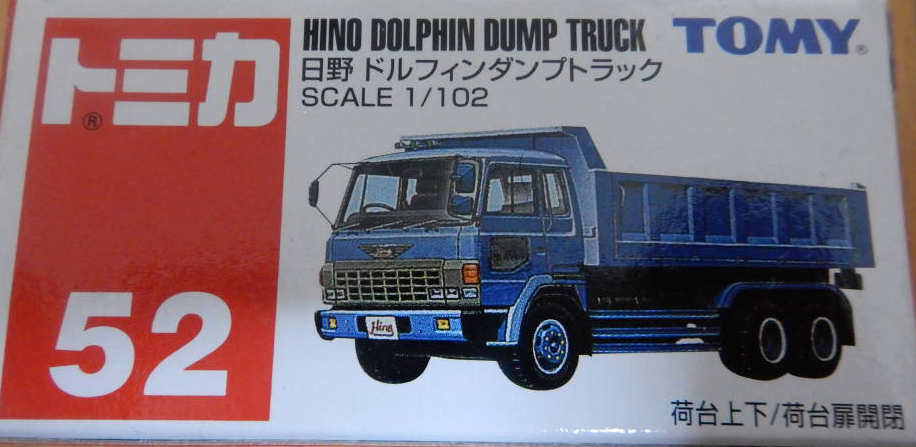 トミカ®
52
HINO DOLPHIN DUMP TRUCK
日野 ドルフィンダンプトラック
SCALE 1/102
TOMY®
Hino
荷台上下/荷台扉開閉